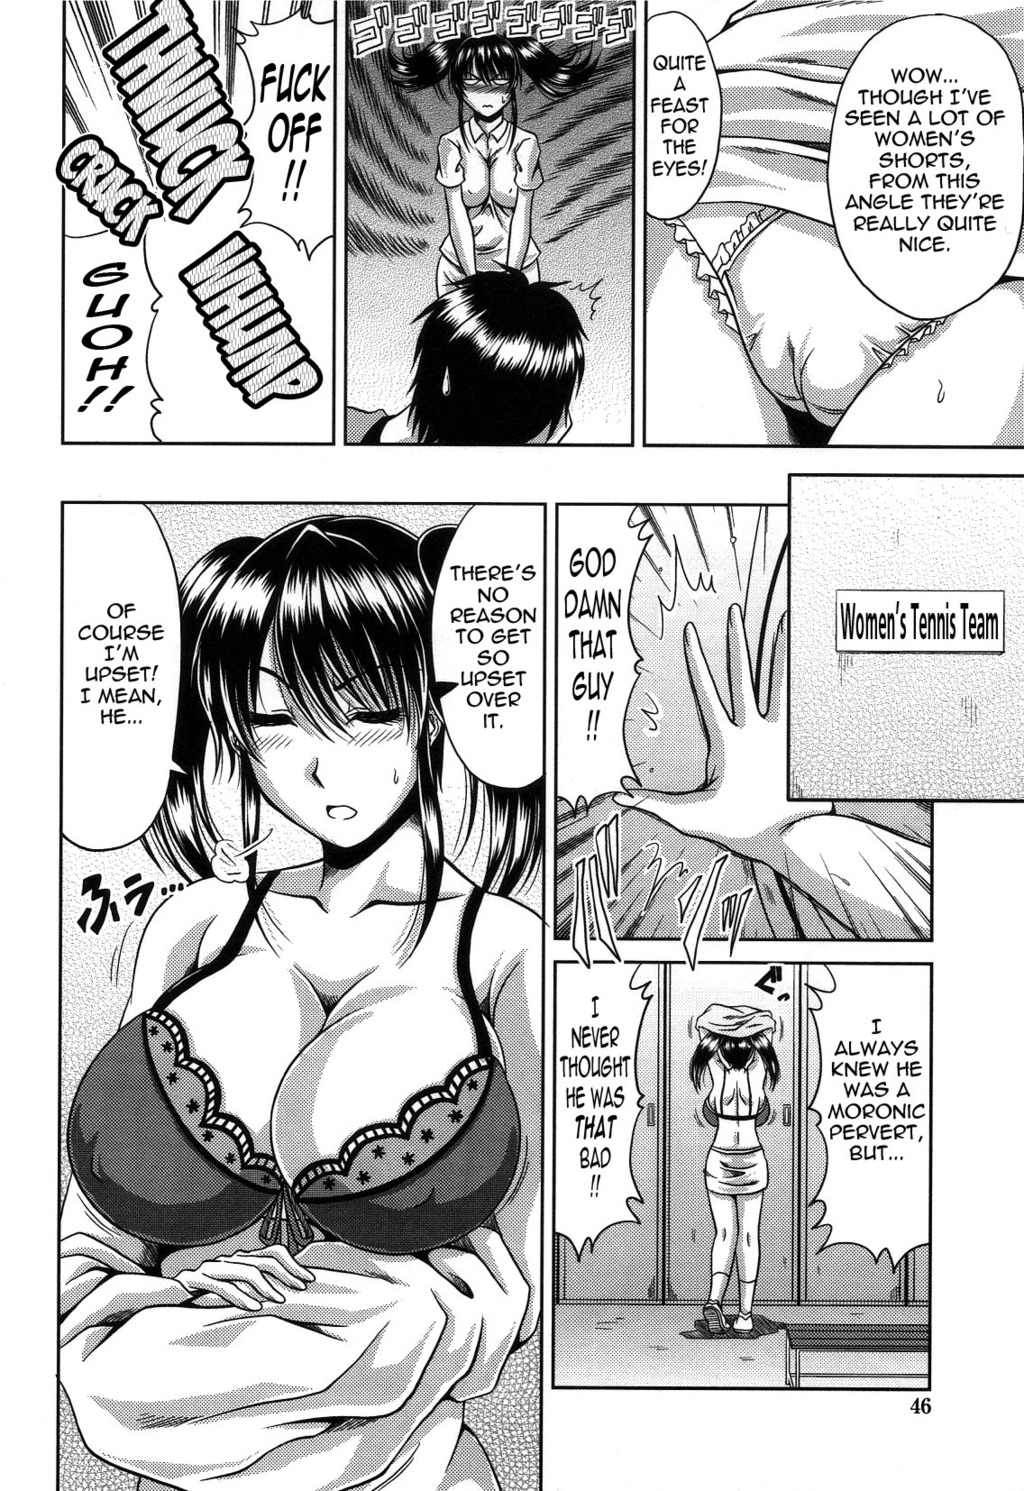 WOW...
THOUGH I'VE
SEEN A LOT OF
WOMEN'S
SHORTS,
FROM THIS
ANGLE THEY'RE
REALLY QUITE
NICE.
QUITE
A
FEAST
FOR
THE
EYES!
ゴゴゴゴゴゴゴ
FUCK
OFF
!!
THWACK
CRACK
WHUMP
GUOH!!
Women's Tennis Team
GOD
DAMN
THAT
GUY
!!
I
ALWAYS
KNEW HE
WAS A
MORONIC
PERVERT,
BUT...
ぐっ
I
NEVER
THOUGHT
HE WAS
THAT
BAD
!!
THERE'S
NO
REASON
TO GET
SO
UPSET
OVER
IT.
OF
COURSE
I'M
UPSET!
I MEAN,
HE...
ふぅ...
46